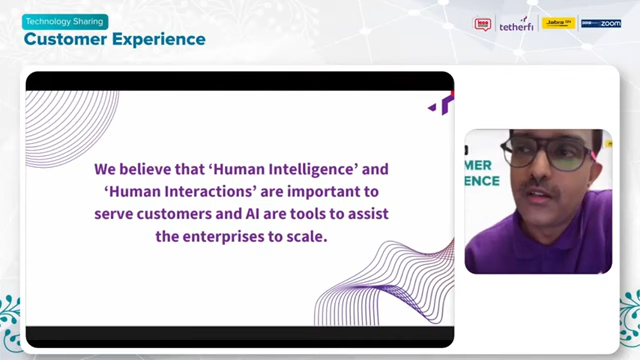 Technology Sharing
Customer Experience
tetherfi
Jabra GN
zoom
We believe that ‘Human Intelligence’ and
‘Human Interactions’ are important to
serve customers and AI are tools to assist
the enterprises to scale.
MER
ENCE